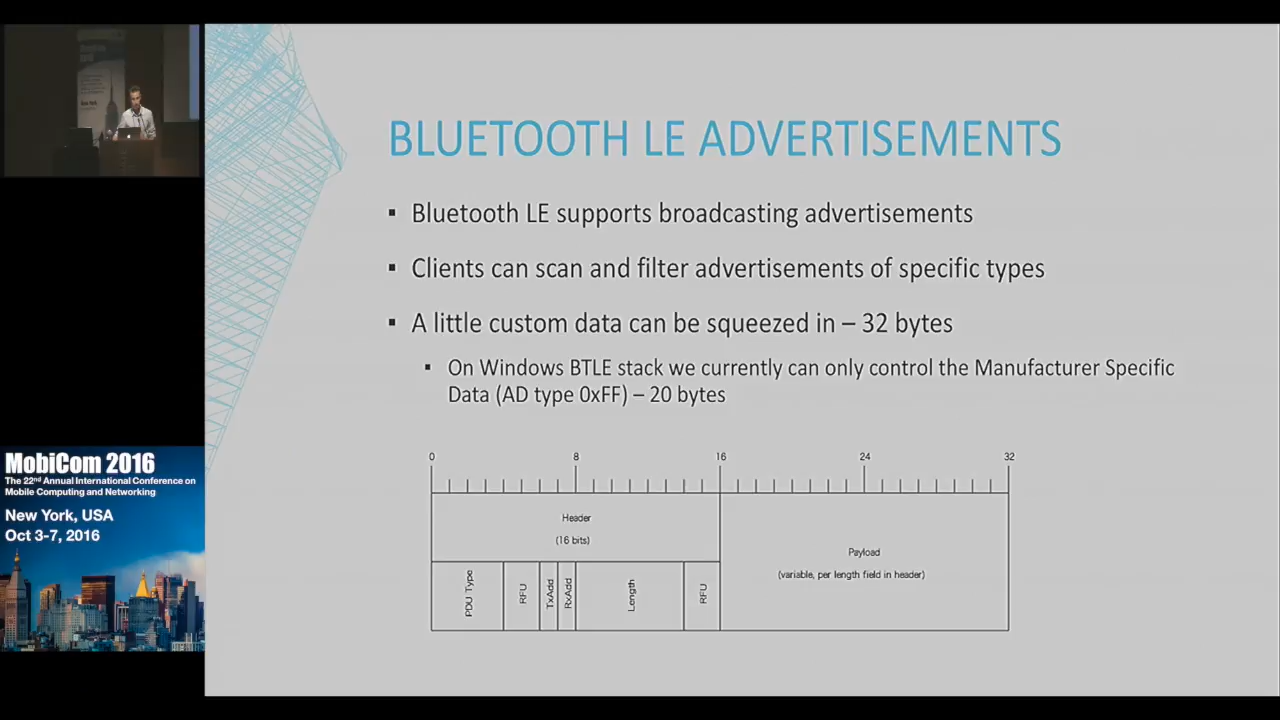 BLUETOOTH LE ADVERTISEMENTS
▪ Bluetooth LE supports broadcasting advertisements
▪ Clients can scan and filter advertisements of specific types
▪ A little custom data can be squeezed in – 32 bytes
▪ On Windows BTLE stack we currently can only control the Manufacturer Specific
Data (AD type 0xFF) – 20 bytes
0 8 16 24 32
Header
(16 bits)
Payload
(variable, per length field in header)
PDU Type
RFU
TxAdd
RxAdd
Length
RFU
MobiCom 2016
The 22nd Annual International Conference on
Mobile Computing and Networking
New York, USA
Oct 3-7, 2016